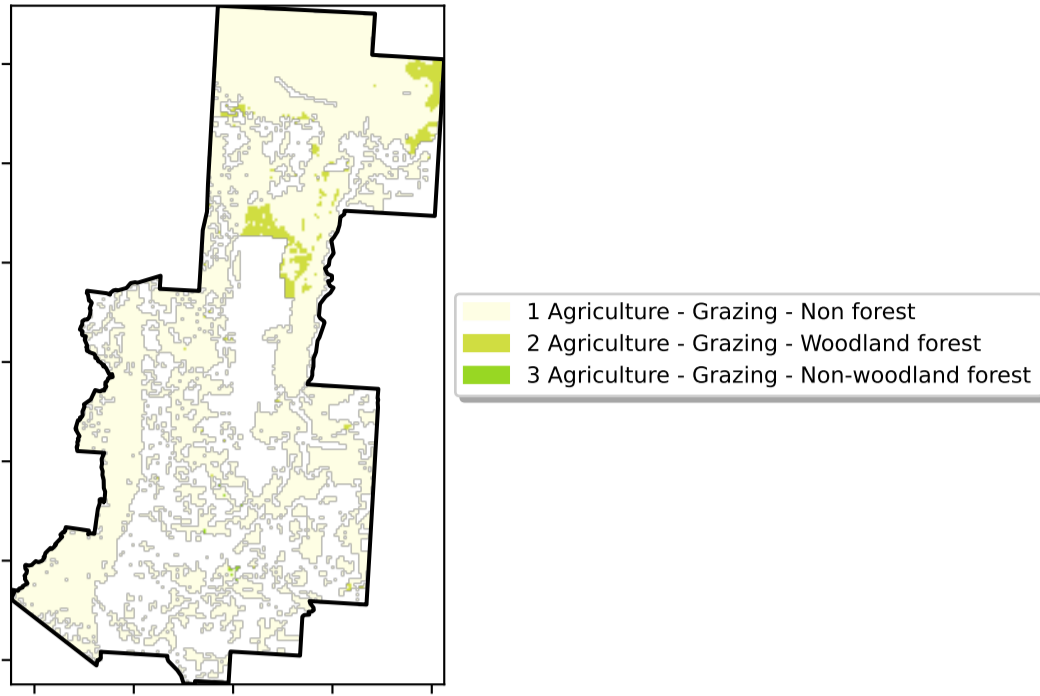 1 Agriculture - Grazing - Non forest
2 Agriculture - Grazing - Woodland forest
3 Agriculture - Grazing - Non-woodland forest